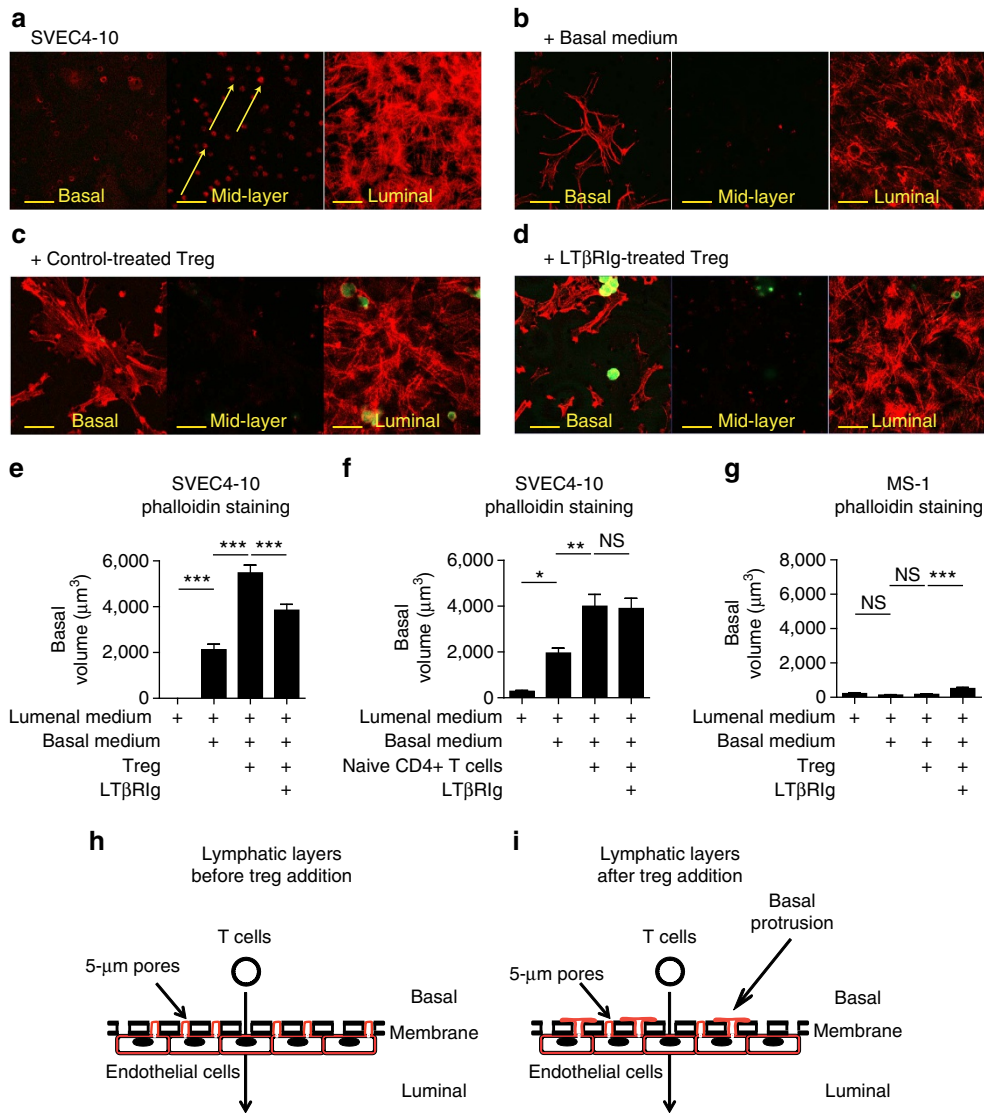 a
SVEC4-10
Basal
Mid-layer
Luminal
b
+ Basal medium
Basal
Mid-layer
Luminal
c
+ Control-treated Treg
Basal
Mid-layer
Luminal
d
+ LTβRIg-treated Treg
Basal
Mid-layer
Luminal
e
SVEC4-10
phalloidin staining
Basal
volume (μm³)
6,000
4,000
2,000
0
***
***
***
Lumenal medium + + + +
Basal medium + + +
Treg + +
LTβRIg +
f
SVEC4-10
phalloidin staining
Basal
volume (μm³)
6,000
4,000
2,000
0
*
**
NS
Lumenal medium + + + +
Basal medium + + +
Naive CD4+ T cells + +
LTβRIg +
g
MS-1
phalloidin staining
Basal
volume (μm³)
8,000
6,000
4,000
2,000
0
NS
NS
***
Lumenal medium + + + +
Basal medium + + +
Treg + +
LTβRIg +
h
Lymphatic layers
before treg addition
T cells
5-μm pores
Basal
Membrane
Endothelial cells
Luminal
i
Lymphatic layers
after treg addition
Basal
protrusion
T cells
5-μm pores
Basal
Membrane
Endothelial cells
Luminal